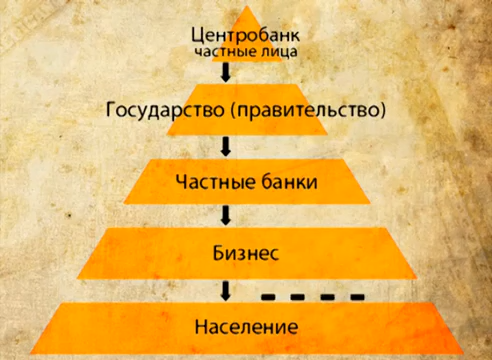 Центробанк
частные лица
Государство (правительство)
Частные банки
Бизнес
Население